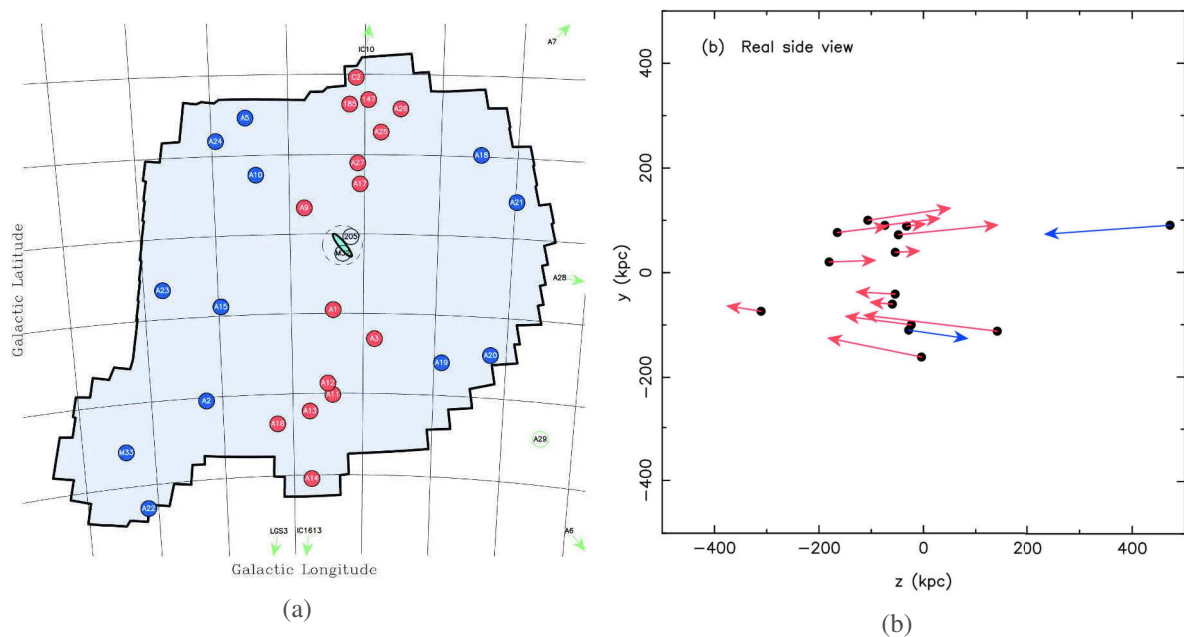 IC10
A7
C2
185
147
A26
A5
A24
A25
A18
A27
A10
A17
A21
A9
205
M32
A28
A23
A15
A1
A3
A19
A20
A12
A11
A2
A13
A16
A29
M33
A14
A22
LGS3
IC1613
A6
Galactic Latitude
Galactic Longitude
(a)
(b) Real side view
400
200
0
−200
−400
y (kpc)
−400
−200
0
200
400
z (kpc)
(b)